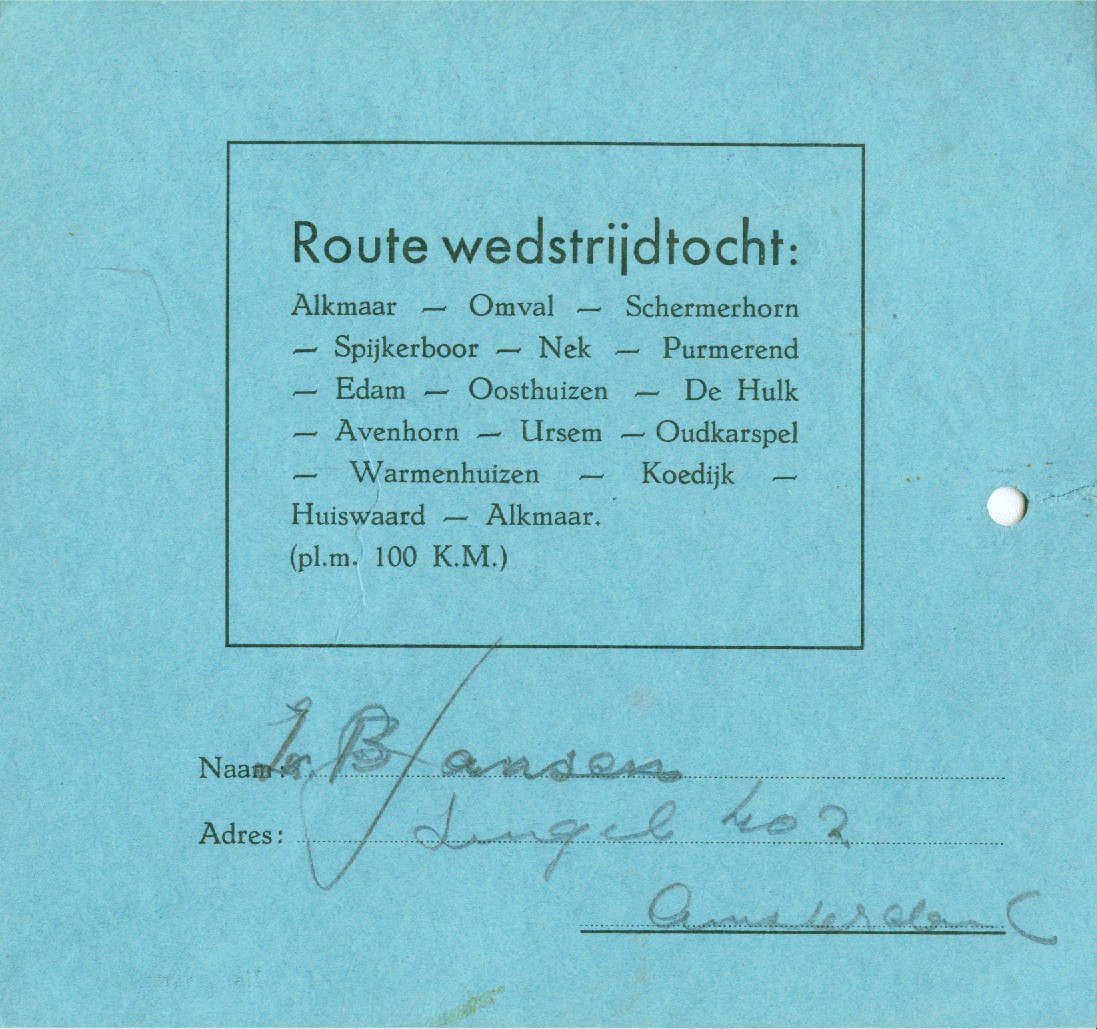 Route wedstrijdtocht:
Alkmaar — Omval — Schermerhorn
— Spijkerboor — Nek — Purmerend
— Edam — Oosthuizen — De Hulk
— Avenhorn — Ursem — Oudkarspel
— Warmenhuizen — Koedijk —
Huiswaard — Alkmaar.
(pl.m. 100 K.M.)
Naam: B Jansen
Adres: Singel 402
Amsterdam C